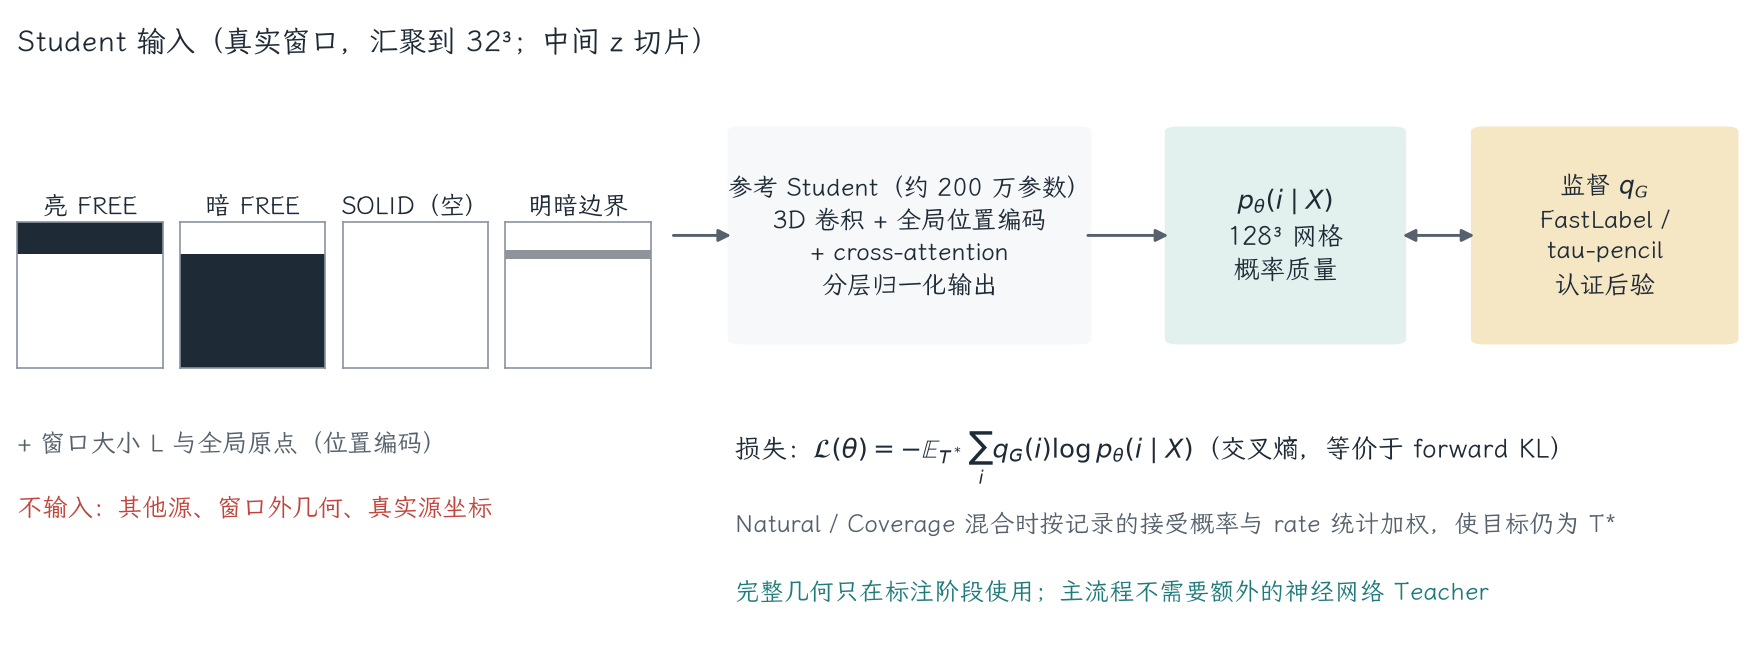 Student 输入（真实窗口，汇聚到 32³；中间 z 切片）
亮 FREE
暗 FREE
SOLID（空）
明暗边界
参考 Student（约 200 万参数）
3D 卷积 + 全局位置编码
+ cross-attention
分层归一化输出
pθ(i | X)
128³ 网格
概率质量
监督 q_G
FastLabel /
tau-pencil
认证后验
+ 窗口大小 L 与全局原点（位置编码）
不输入：其他源、窗口外几何、真实源坐标
损失：ℒ(θ) = −𝔼_{T*} ∑_i q_G(i) log pθ(i | X)（交叉熵，等价于 forward KL）
Natural / Coverage 混合时按记录的接受概率与 rate 统计加权，使目标仍为 T*
完整几何只在标注阶段使用；主流程不需要额外的神经网络 Teacher